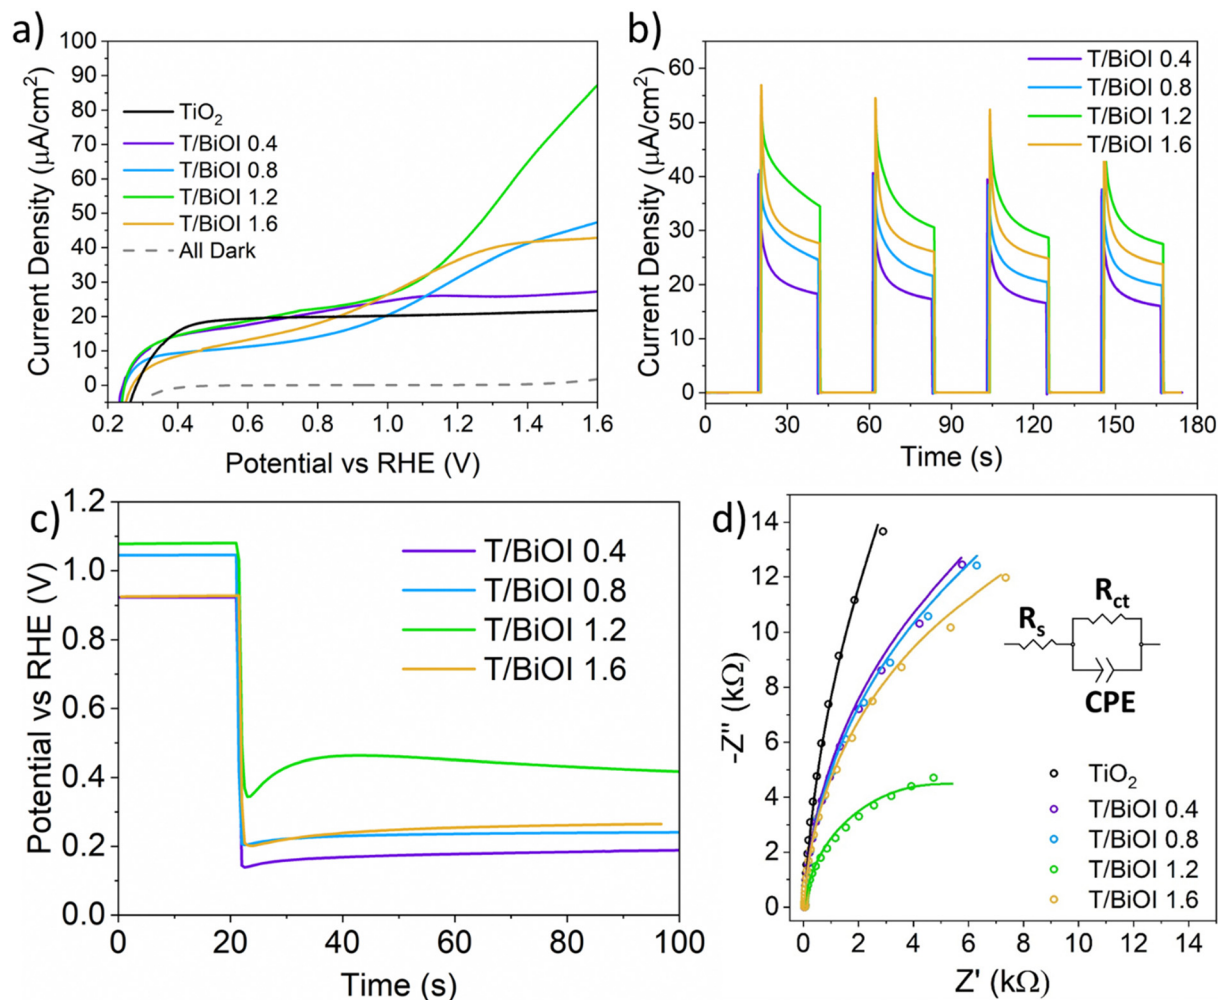 a)
Current Density (μA/cm²)
100
90
80
70
60
50
40
30
20
10
0
TiO₂
T/BiOI 0.4
T/BiOI 0.8
T/BiOI 1.2
T/BiOI 1.6
All Dark
0.2 0.4 0.6 0.8 1.0 1.2 1.4 1.6
Potential vs RHE (V)
b)
Current Density (μA/cm²)
60
50
40
30
20
10
0
T/BiOI 0.4
T/BiOI 0.8
T/BiOI 1.2
T/BiOI 1.6
0 30 60 90 120 150 180
Time (s)
c)
Potential vs RHE (V)
1.2
1.0
0.8
0.6
0.4
0.2
0.0
T/BiOI 0.4
T/BiOI 0.8
T/BiOI 1.2
T/BiOI 1.6
0 20 40 60 80 100
Time (s)
d)
-Z" (kΩ)
14
12
10
8
6
4
2
0
Rct
Rs
CPE
TiO₂
T/BiOI 0.4
T/BiOI 0.8
T/BiOI 1.2
T/BiOI 1.6
0 2 4 6 8 10 12 14
Z' (kΩ)